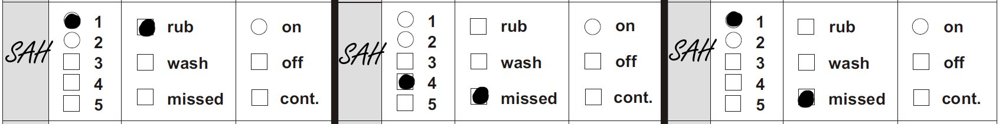 SAH
1 rub on
2
3 wash off
4
5 missed cont.
SAH
1 rub on
2
3 wash off
4
5 missed cont.
SAH
1 rub on
2
3 wash off
4
5 missed cont.